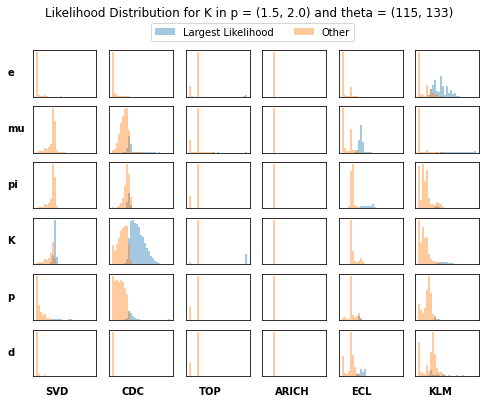 Likelihood Distribution for K in p = (1.5, 2.0) and theta = (115, 133)
Largest Likelihood Other
e
mu
pi
K
p
d
SVD CDC TOP ARICH ECL KLM